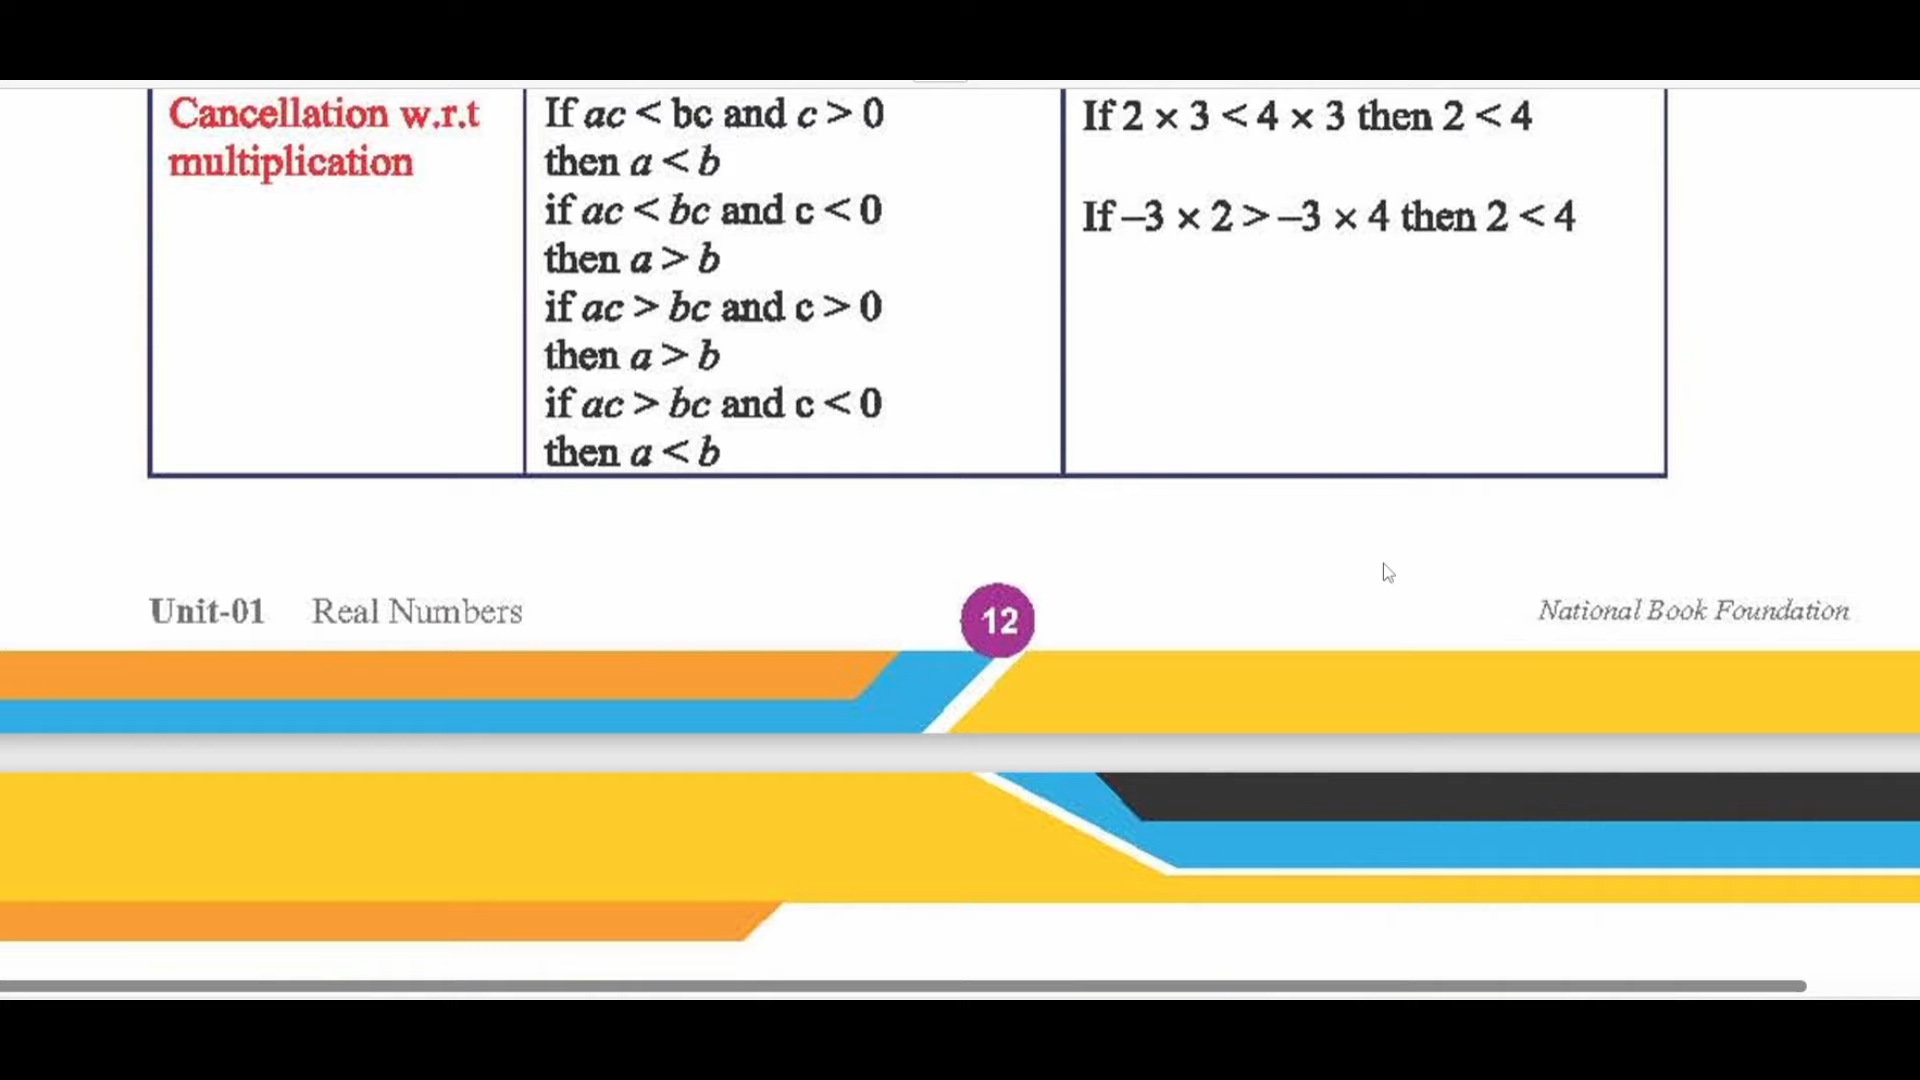 Cancellation w.r.t
multiplication
If ac < bc and c > 0
then a < b
if ac < bc and c < 0
then a > b
if ac > bc and c > 0
then a > b
if ac > bc and c < 0
then a < b
If 2 × 3 < 4 × 3 then 2 < 4
If –3 × 2 > –3 × 4 then 2 < 4
Unit-01 Real Numbers
12
National Book Foundation